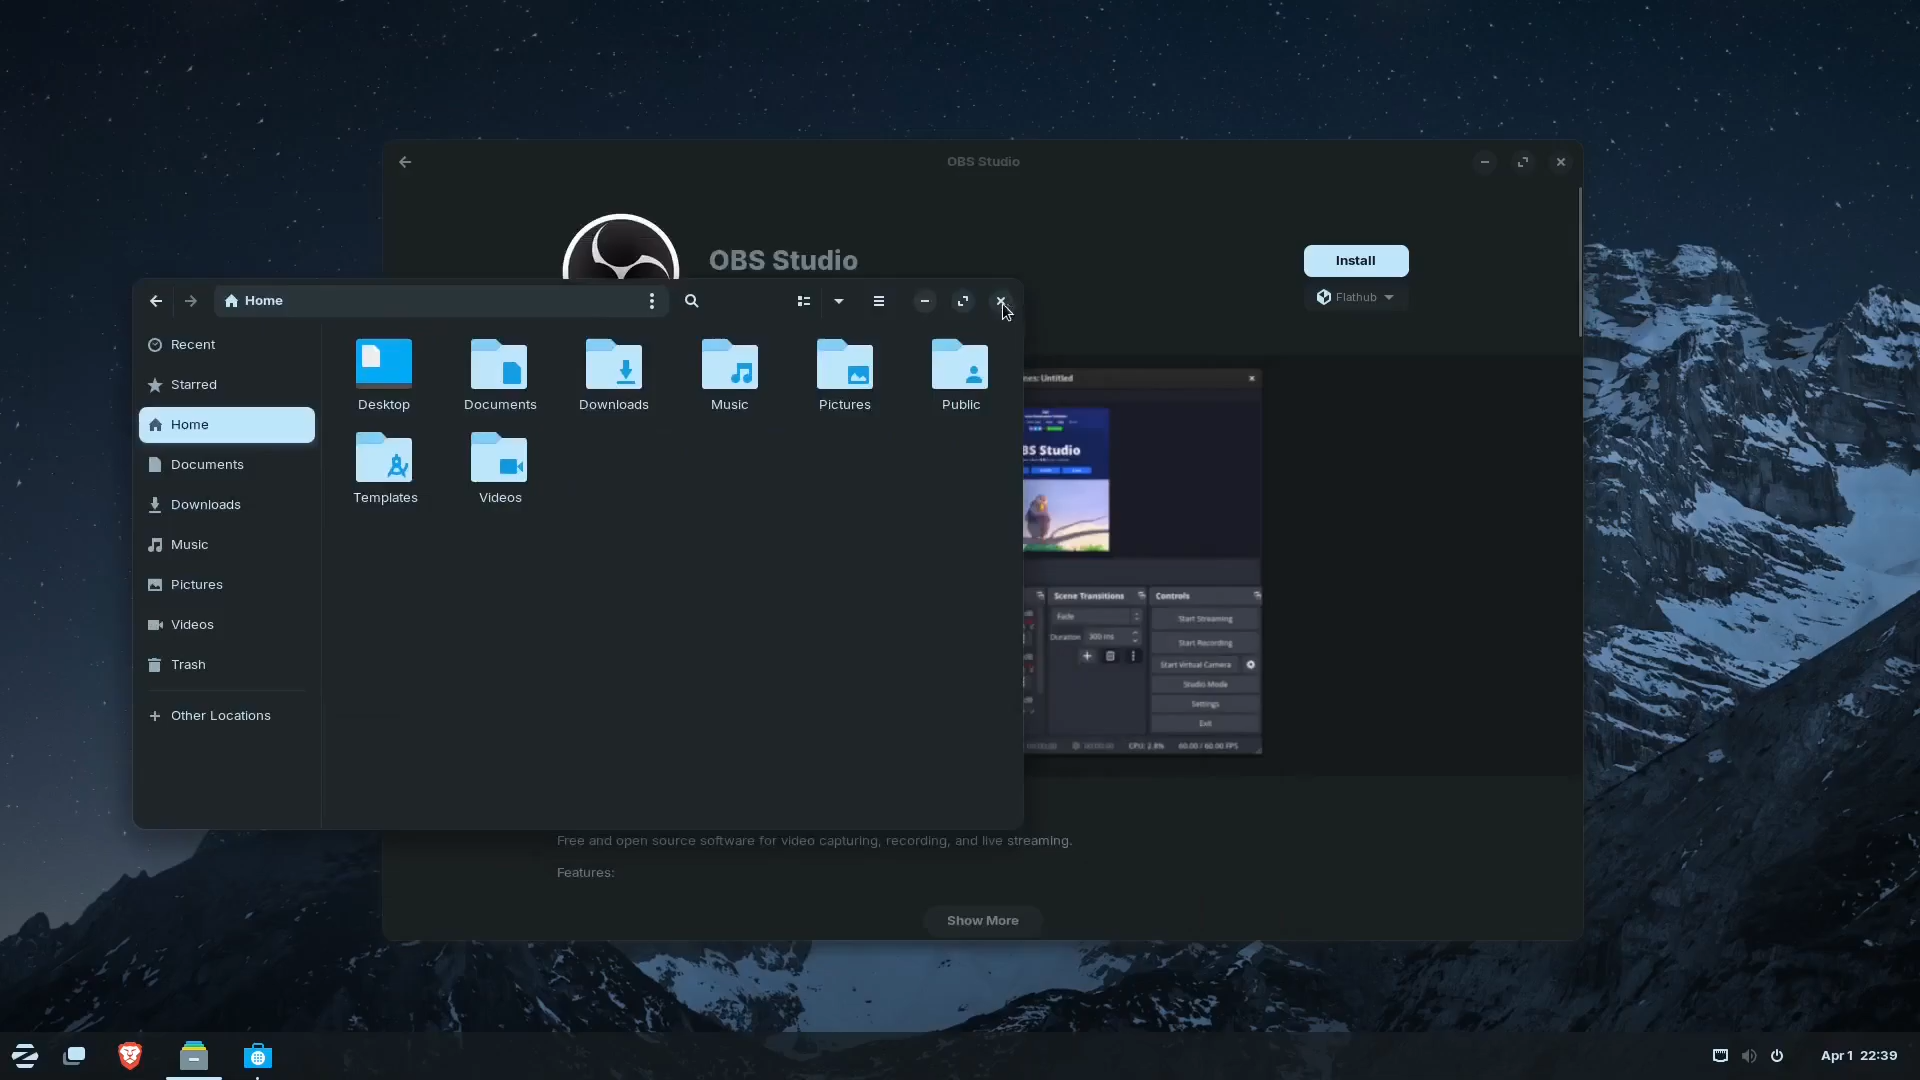 OBS Studio
OBS Studio
Install
Flathub
Home
Recent
Starred
Home
Documents
Downloads
Music
Pictures
Videos
Trash
Other Locations
Desktop
Documents
Downloads
Music
Pictures
Public
Templates
Videos
Untitled
BS Studio
Scene Transitions
Controls
Fade
Duration 300 ms
Start Streaming
Start Recording
Start Virtual Camera
Studio Mode
Settings
Exit
CPU: 2.8% 60.00 / 60.00 FPS
Free and open source software for video capturing, recording, and live streaming.
Features:
Show More
Apr 1 22:39